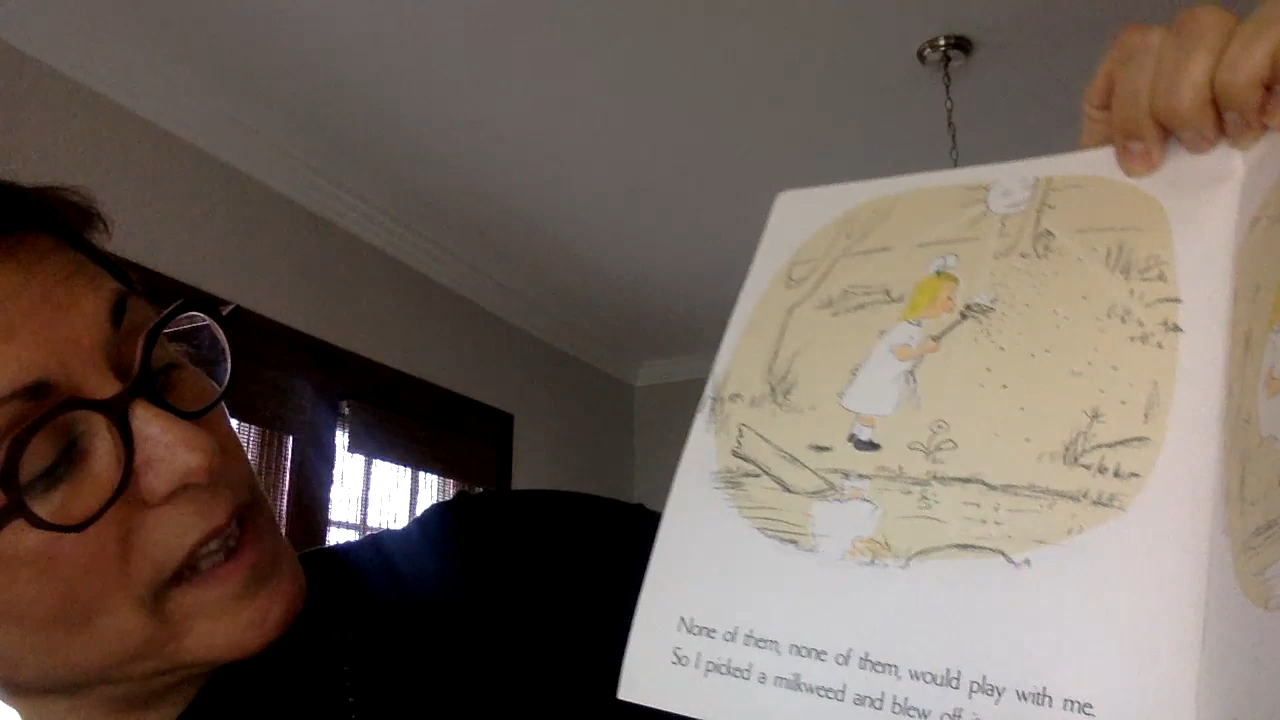 None of them, none of them, would play with me.
So I picked a milkweed and blew off